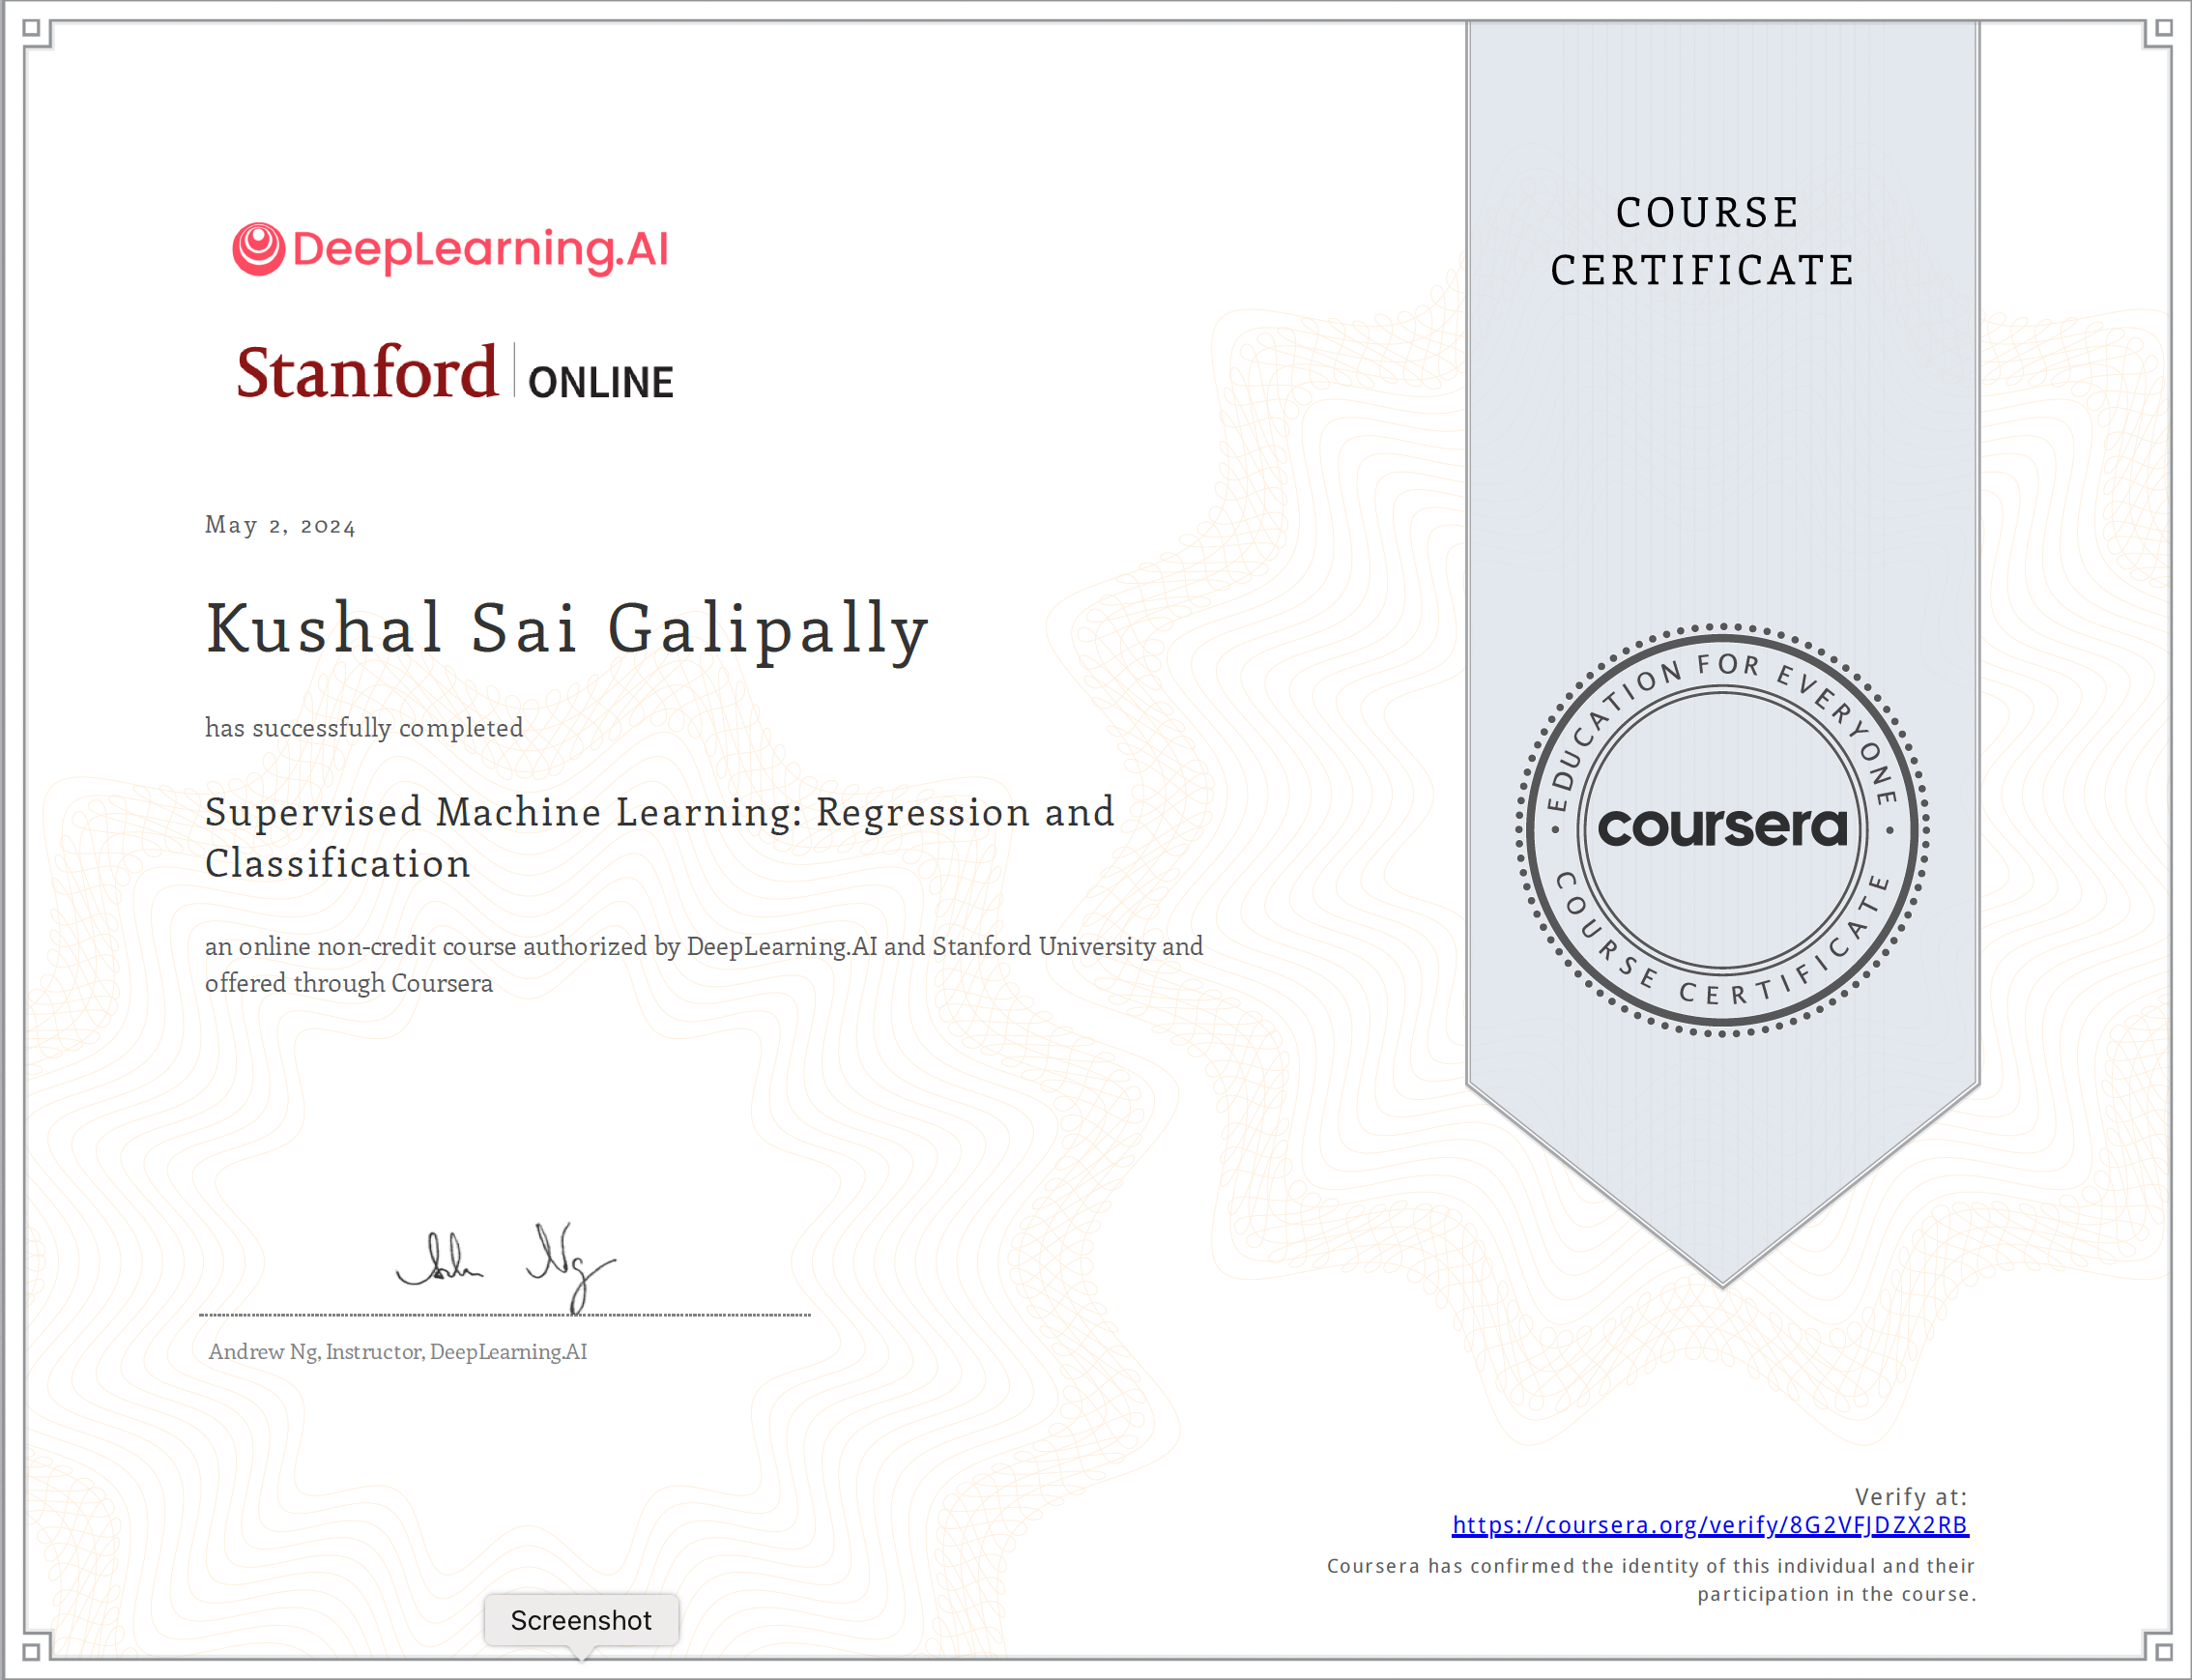 DeepLearning.AI
Stanford ONLINE
May 2, 2024
Kushal Sai Galipally
has successfully completed
Supervised Machine Learning: Regression and
Classification
an online non-credit course authorized by DeepLearning.AI and Stanford University and
offered through Coursera
Andrew Ng, Instructor, DeepLearning.AI
COURSE
CERTIFICATE
EDUCATION FOR EVERYONE
coursera
COURSE CERTIFICATE
Verify at:
https://coursera.org/verify/8G2VFJDZX2RB
Coursera has confirmed the identity of this individual and their
participation in the course.
Screenshot